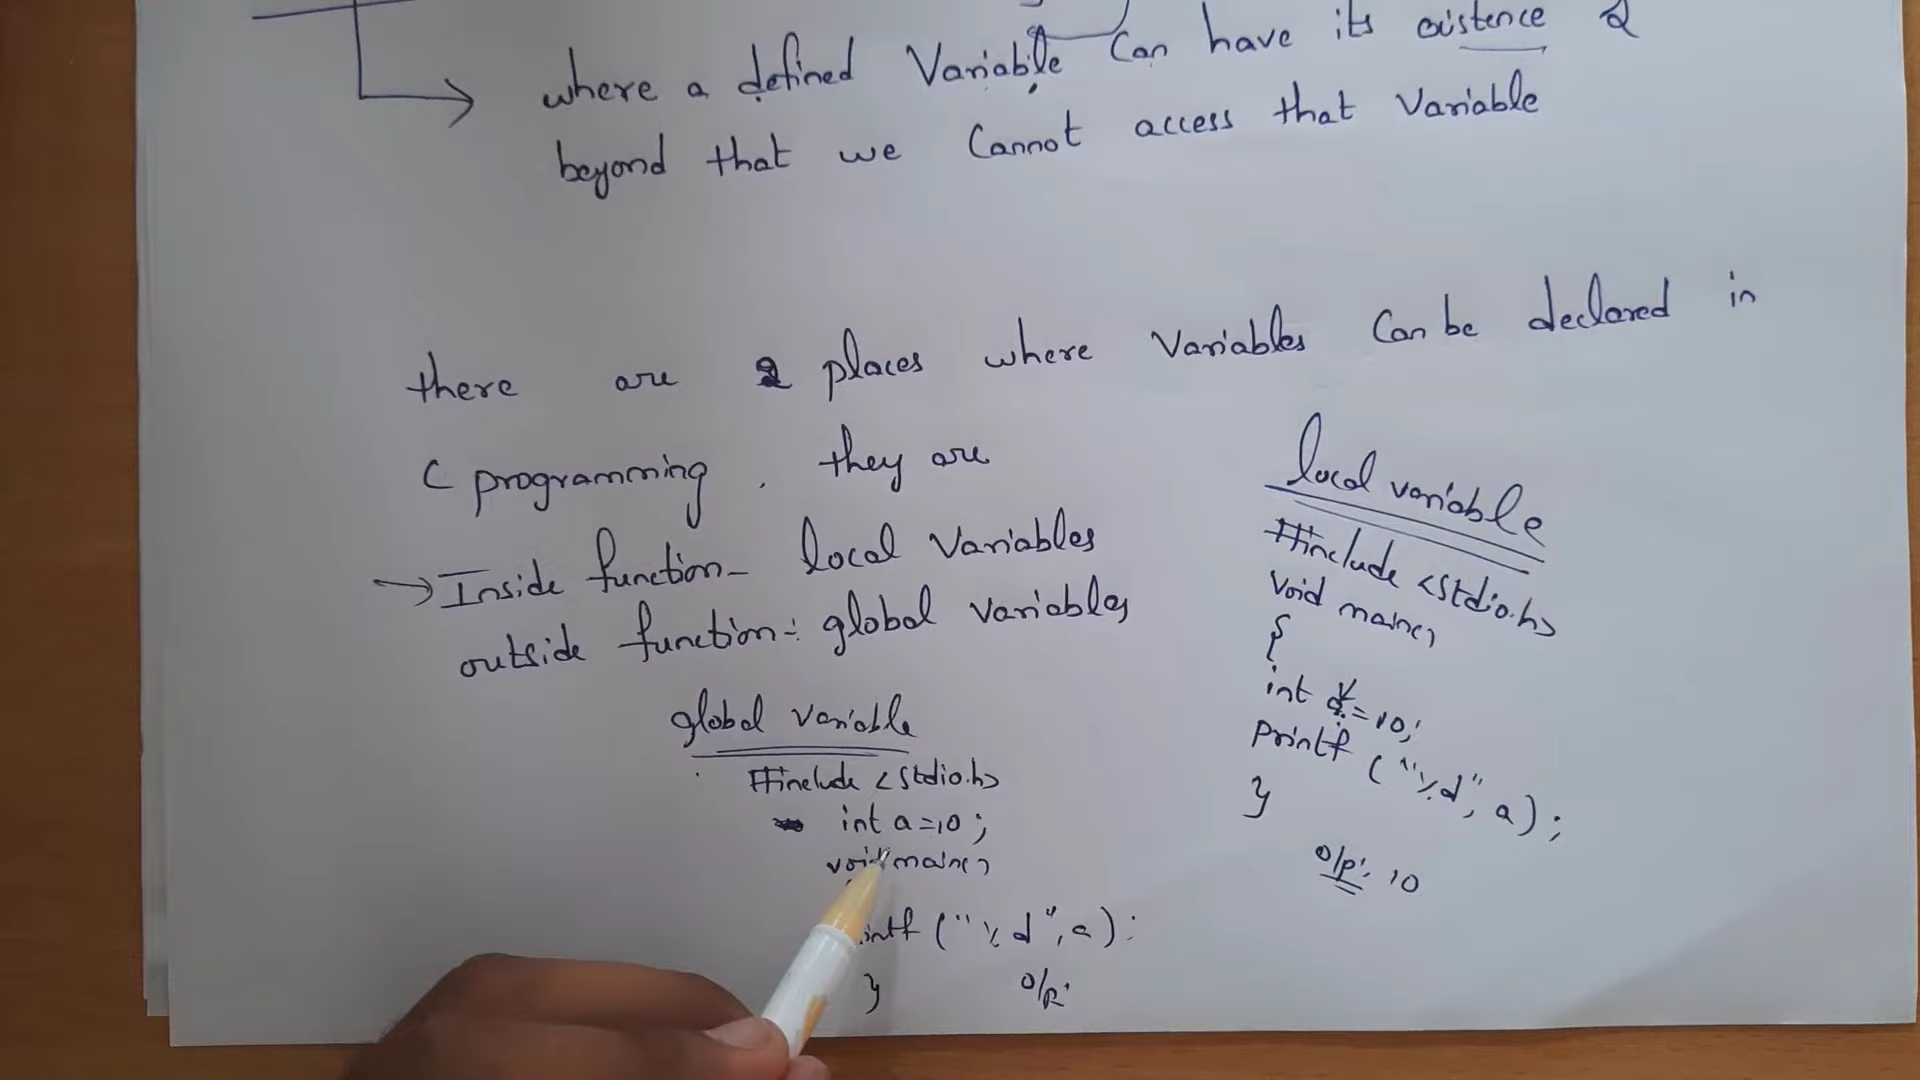 where a defined Variable Can have its existence &
beyond that we Cannot access that Variable
there are 2 places where Variables Can be declared in
C programming, they are
→ Inside function - local Variables
outside function :- global variables
global variable
#include <stdio.h>
int a=10;
void main()
intf ("%d", a);
}
O/P:
local variable
#include <stdio.h>
void main()
{
int =10;
Printf ("%d", a);
}
O/P: 10